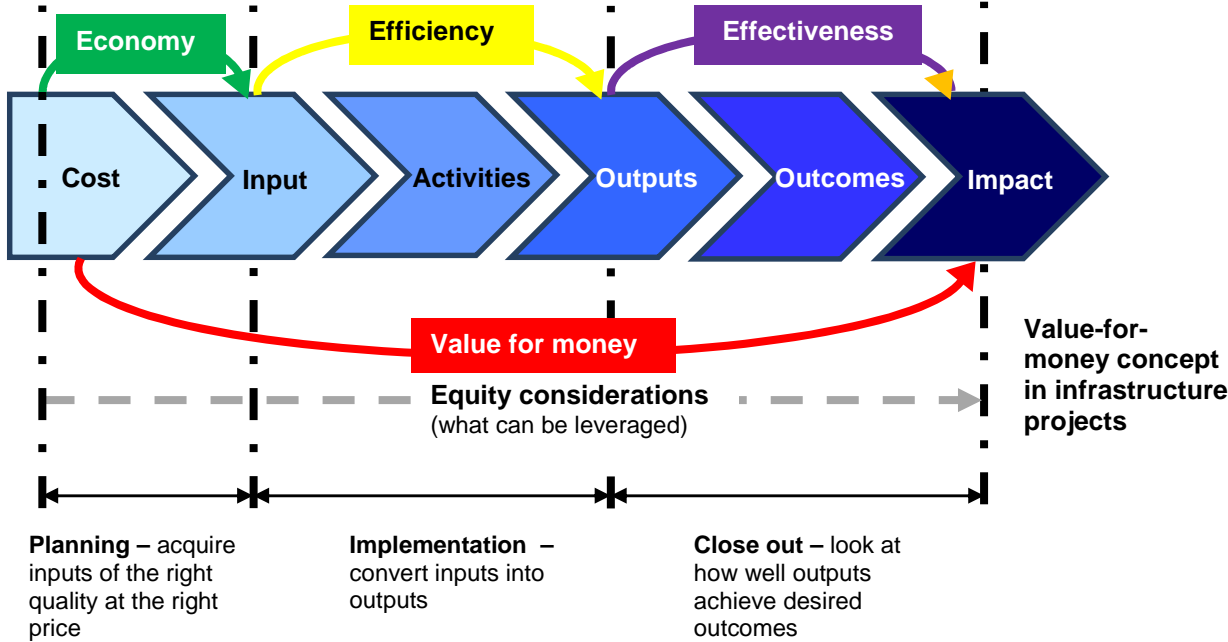 Economy
Efficiency
Effectiveness
Cost
Input
Activities
Outputs
Outcomes
Impact
Value for money
Value-for-
money concept
in infrastructure
projects
Equity considerations
(what can be leveraged)
Planning – acquire
inputs of the right
quality at the right
price
Implementation –
convert inputs into
outputs
Close out – look at
how well outputs
achieve desired
outcomes